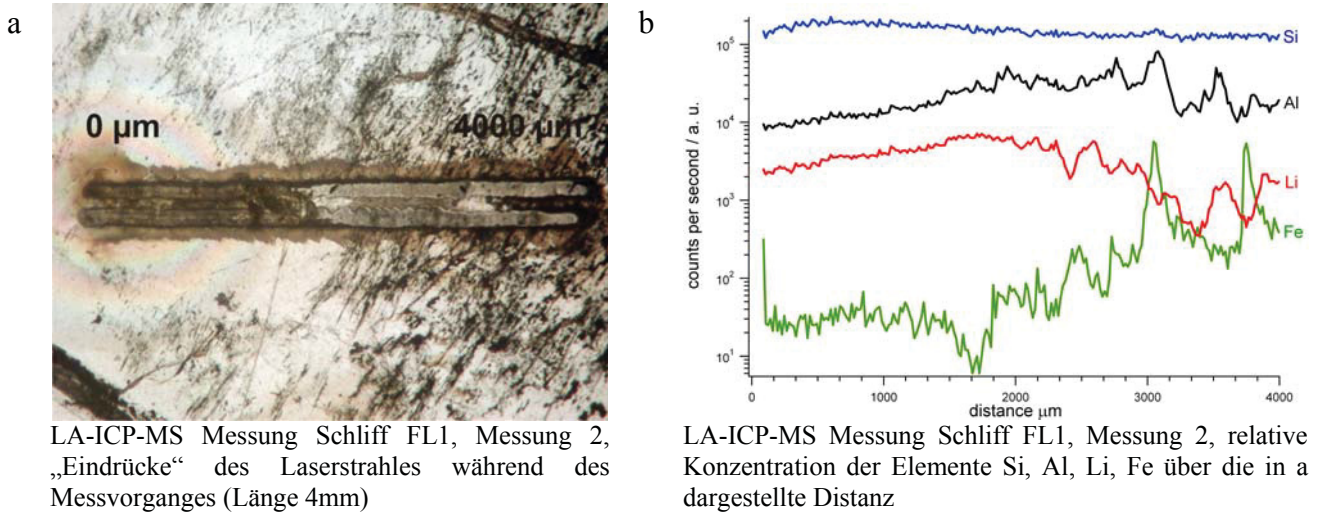 a
0 µm
4000 µm
LA-ICP-MS Messung Schliff FL1, Messung 2,
„Eindrücke“ des Laserstrahles während des
Messvorganges (Länge 4mm)
b
counts per second / a. u.
10⁵
10⁴
10³
10²
10¹
Si
Al
Li
Fe
0
1000
2000
3000
4000
distance µm
LA-ICP-MS Messung Schliff FL1, Messung 2, relative
Konzentration der Elemente Si, Al, Li, Fe über die in a
dargestellte Distanz